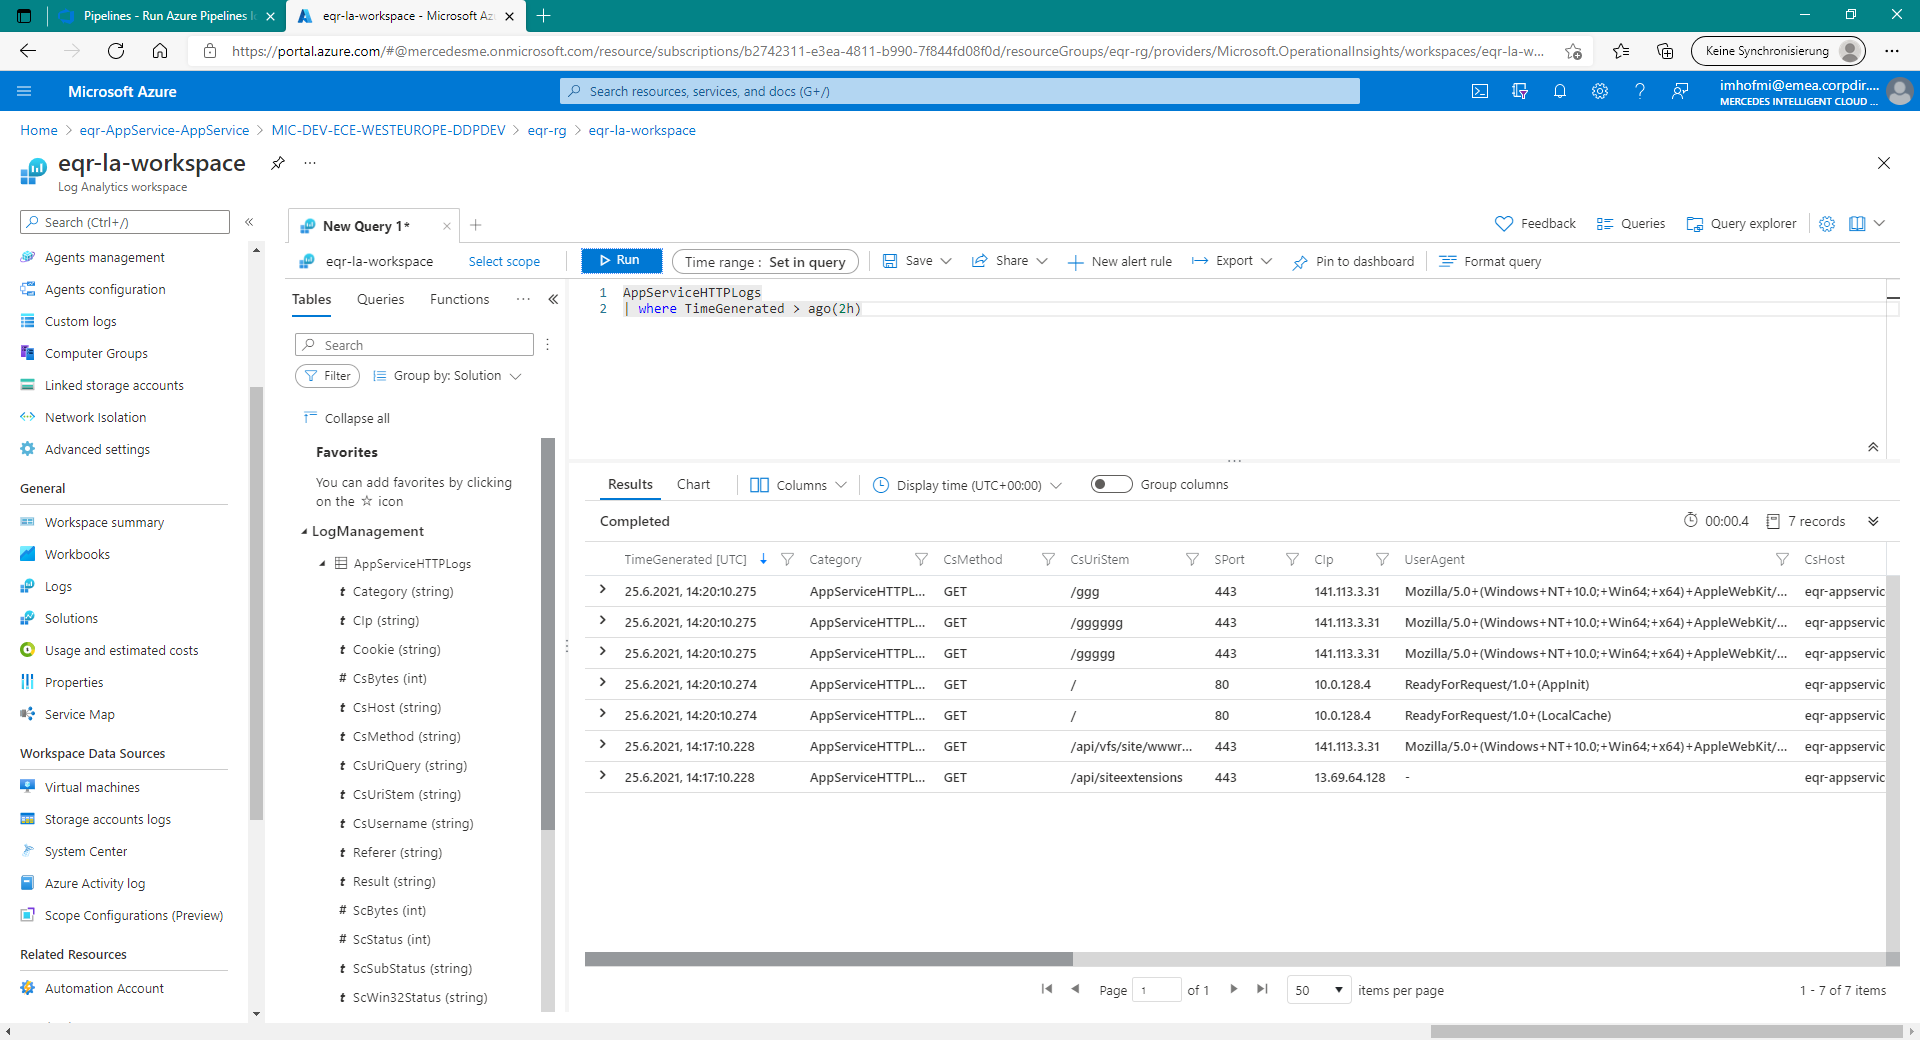 Pipelines - Run Azure Pipelines
eqr-la-workspace - Microsoft Az
https://portal.azure.com/#@mercedesme.onmicrosoft.com/resource/subscriptions/b2742311-e3ea-4811-b990-7f844fd08f0d/resourceGroups/eqr-rg/providers/Microsoft.OperationalInsights/workspaces/eqr-la-w...
Keine Synchronisierung
Microsoft Azure
Search resources, services, and docs (G+/)
imhofmi@emea.corpdir....
MERCEDES INTELLIGENT CLOUD ...
Home > eqr-AppService-AppService > MIC-DEV-ECE-WESTEUROPE-DDPDEV > eqr-rg > eqr-la-workspace
eqr-la-workspace
Log Analytics workspace
Search (Ctrl+/)
Agents management
Agents configuration
Custom logs
Computer Groups
Linked storage accounts
Network Isolation
Advanced settings
General
Workspace summary
Workbooks
Logs
Solutions
Usage and estimated costs
Properties
Service Map
Workspace Data Sources
Virtual machines
Storage accounts logs
System Center
Azure Activity log
Scope Configurations (Preview)
Related Resources
Automation Account
New Query 1*
Feedback
Queries
Query explorer
eqr-la-workspace
Select scope
Run
Time range : Set in query
Save
Share
New alert rule
Export
Pin to dashboard
Format query
Tables
Queries
Functions
Search
Filter
Group by: Solution
Collapse all
Favorites
You can add favorites by clicking
on the ☆ icon
LogManagement
AppServiceHTTPLogs
t Category (string)
t CIp (string)
t Cookie (string)
# CsBytes (int)
t CsHost (string)
t CsMethod (string)
t CsUriQuery (string)
t CsUriStem (string)
t CsUsername (string)
t Referer (string)
t Result (string)
# ScBytes (int)
# ScStatus (int)
t ScSubStatus (string)
t ScWin32Status (string)
1 AppServiceHTTPLogs
2 | where TimeGenerated > ago(2h)
Results
Chart
Columns
Display time (UTC+00:00)
Group columns
Completed
00:00.4
7 records
TimeGenerated [UTC] Category CsMethod CsUriStem SPort CIp UserAgent CsHost
25.6.2021, 14:20:10.275 AppServiceHTTPL... GET /ggg 443 141.113.3.31 Mozilla/5.0+(Windows+NT+10.0;+Win64;+x64)+AppleWebKit/... eqr-appservic
25.6.2021, 14:20:10.275 AppServiceHTTPL... GET /gggggg 443 141.113.3.31 Mozilla/5.0+(Windows+NT+10.0;+Win64;+x64)+AppleWebKit/... eqr-appservic
25.6.2021, 14:20:10.275 AppServiceHTTPL... GET /ggggg 443 141.113.3.31 Mozilla/5.0+(Windows+NT+10.0;+Win64;+x64)+AppleWebKit/... eqr-appservic
25.6.2021, 14:20:10.274 AppServiceHTTPL... GET / 80 10.0.128.4 ReadyForRequest/1.0+(AppInit) eqr-appservic
25.6.2021, 14:20:10.274 AppServiceHTTPL... GET / 80 10.0.128.4 ReadyForRequest/1.0+(LocalCache) eqr-appservic
25.6.2021, 14:17:10.228 AppServiceHTTPL... GET /api/vfs/site/wwwr... 443 141.113.3.31 Mozilla/5.0+(Windows+NT+10.0;+Win64;+x64)+AppleWebKit/... eqr-appservic
25.6.2021, 14:17:10.228 AppServiceHTTPL... GET /api/siteextensions 443 13.69.64.128 - eqr-appservic
Page 1 of 1
50 items per page
1 - 7 of 7 items